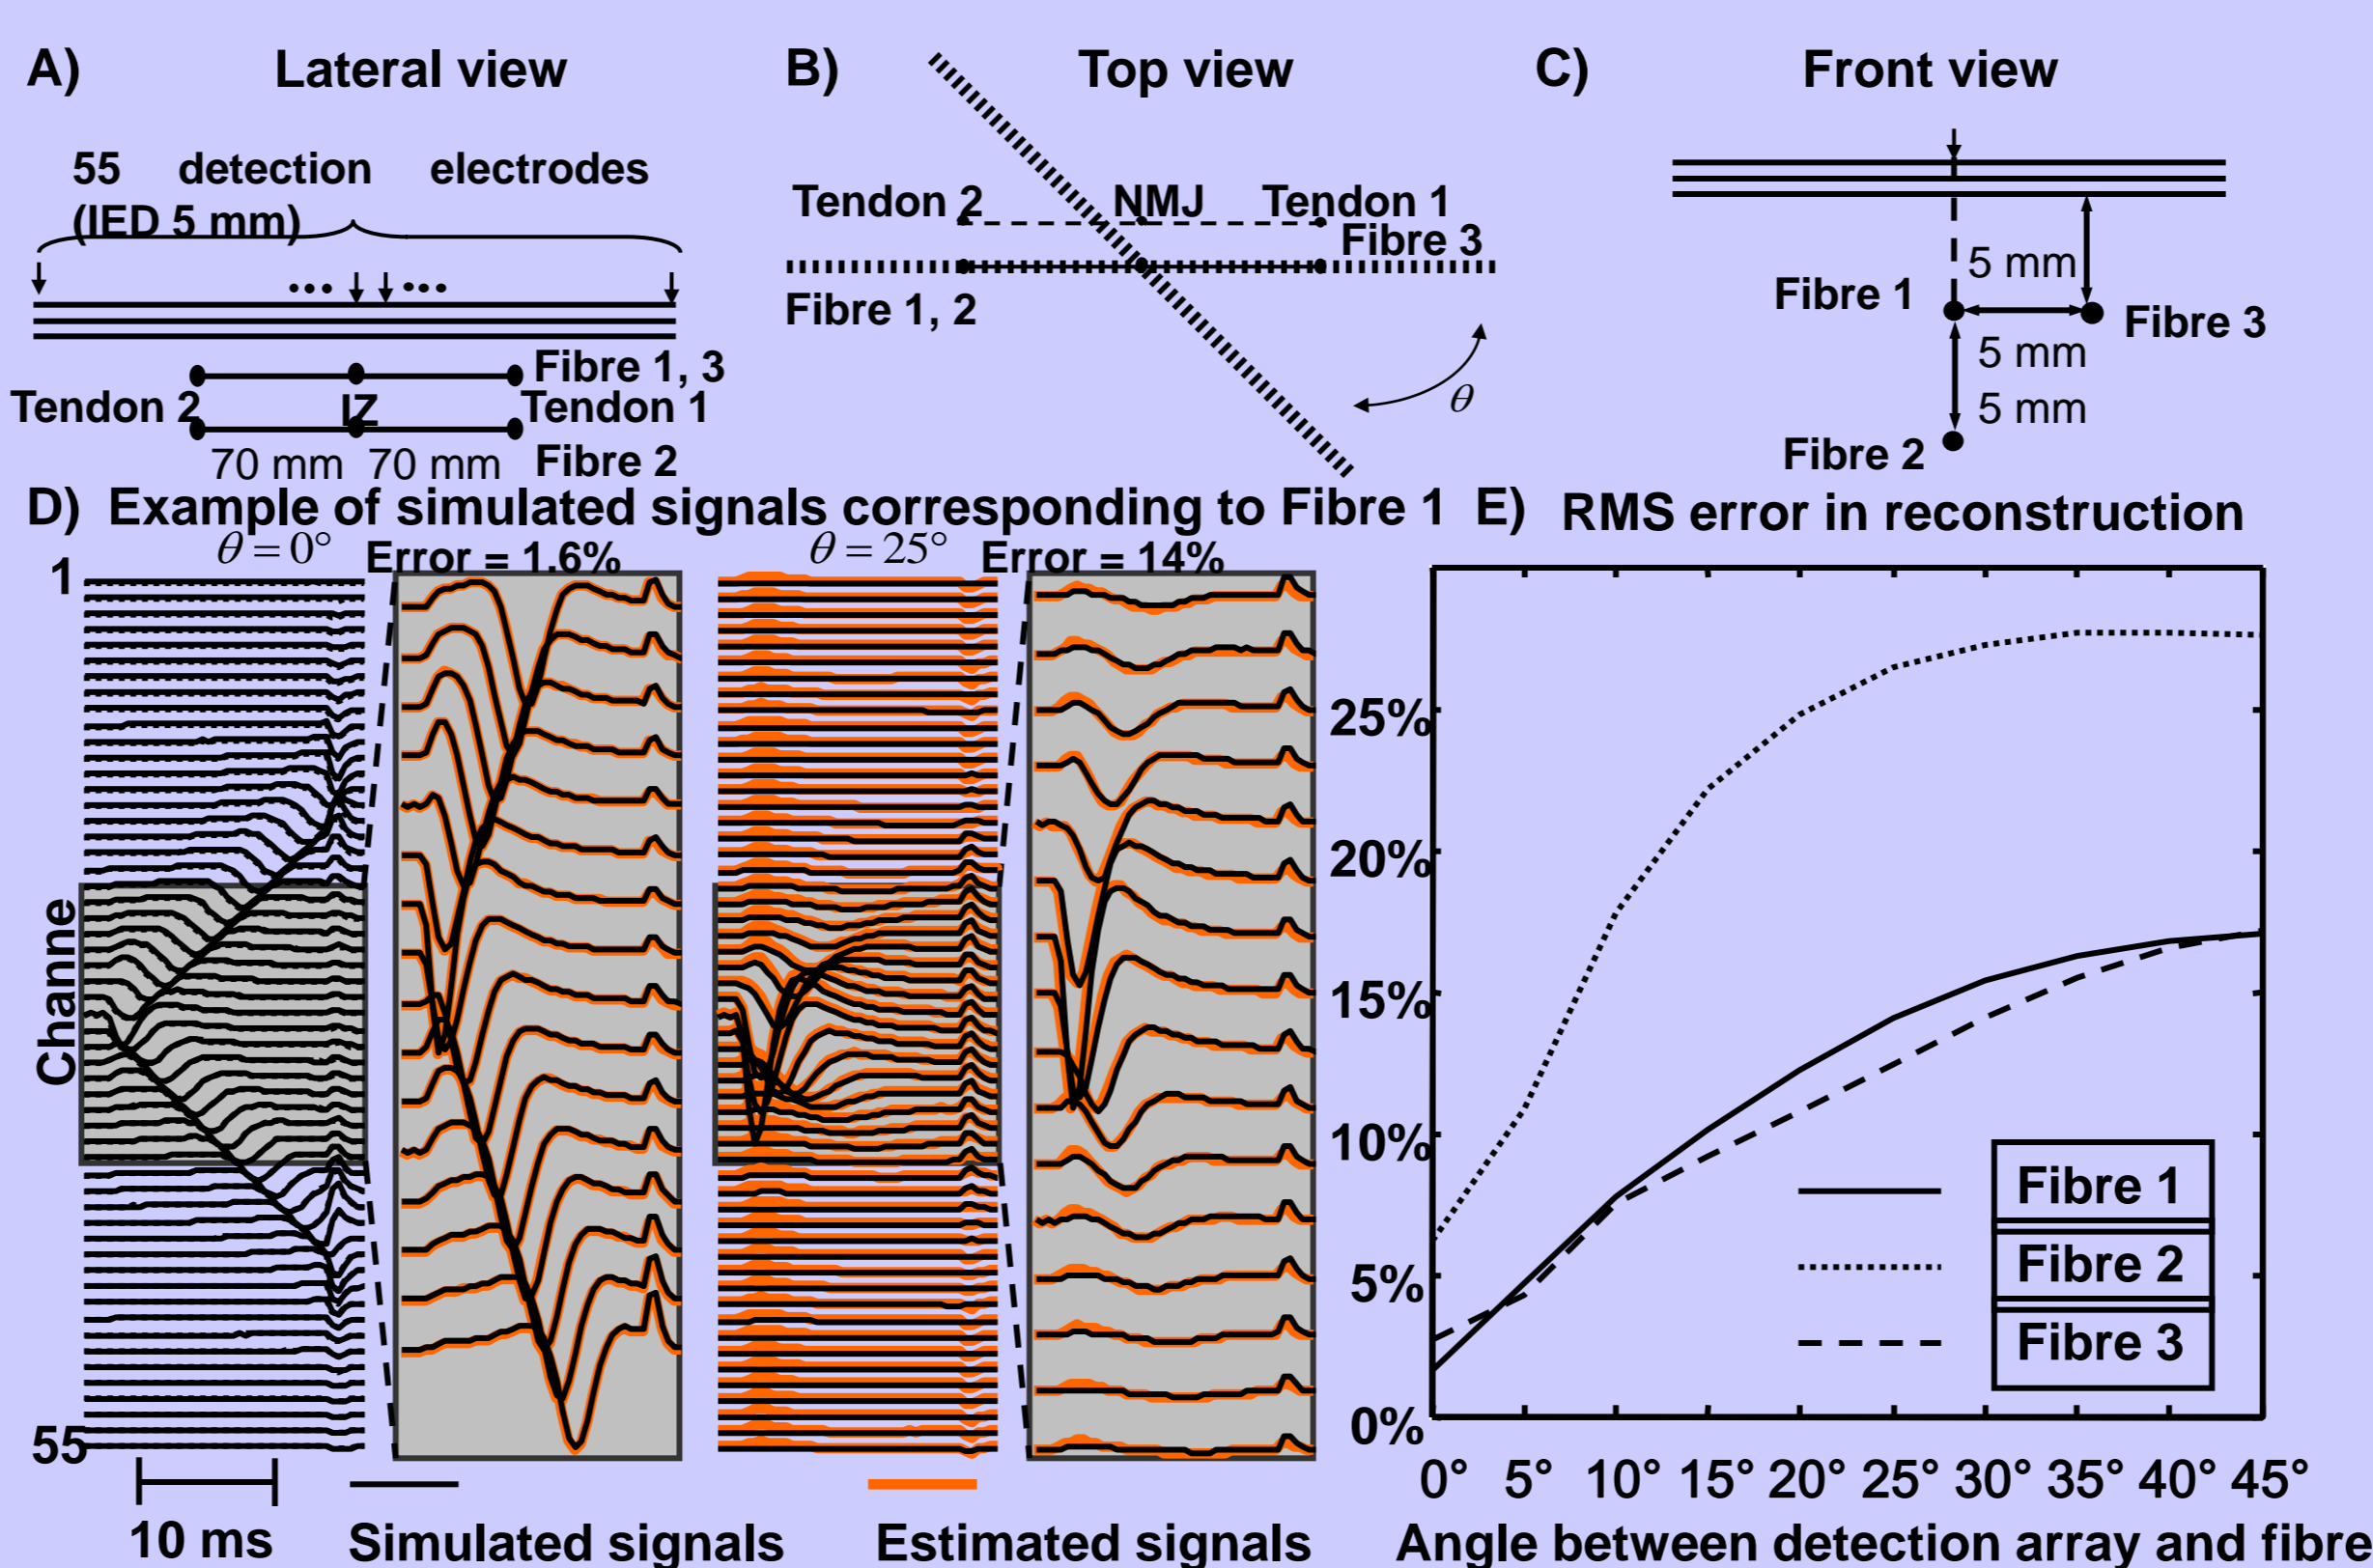 A) Lateral view
55 detection electrodes
(IED 5 mm)
... ...
Fibre 1, 3
Tendon 2 IZ Tendon 1
70 mm 70 mm Fibre 2
B) Top view
Tendon 2 NMJ Tendon 1
Fibre 3
Fibre 1, 2
θ
C) Front view
5 mm
Fibre 1
Fibre 3
5 mm
5 mm
Fibre 2
D) Example of simulated signals corresponding to Fibre 1
θ = 0° Error = 1.6% θ = 25° Error = 14%
1
Channe
55
10 ms
Simulated signals
Estimated signals
E) RMS error in reconstruction
25%
20%
15%
10%
5%
0%
Fibre 1
Fibre 2
Fibre 3
0° 5° 10° 15° 20° 25° 30° 35° 40° 45°
Angle between detection array and fibre